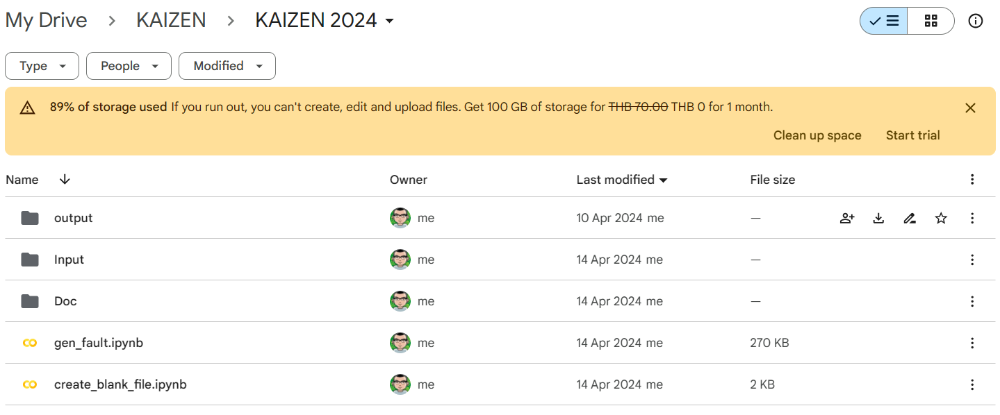 My Drive > KAIZEN > KAIZEN 2024
Type People Modified
89% of storage used If you run out, you can't create, edit and upload files. Get 100 GB of storage for THB 70.00 THB 0 for 1 month.
Clean up space Start trial
Name Owner Last modified File size
output me 10 Apr 2024 me —
Input me 14 Apr 2024 me —
Doc me 14 Apr 2024 me —
gen_fault.ipynb me 14 Apr 2024 me 270 KB
create_blank_file.ipynb me 14 Apr 2024 me 2 KB